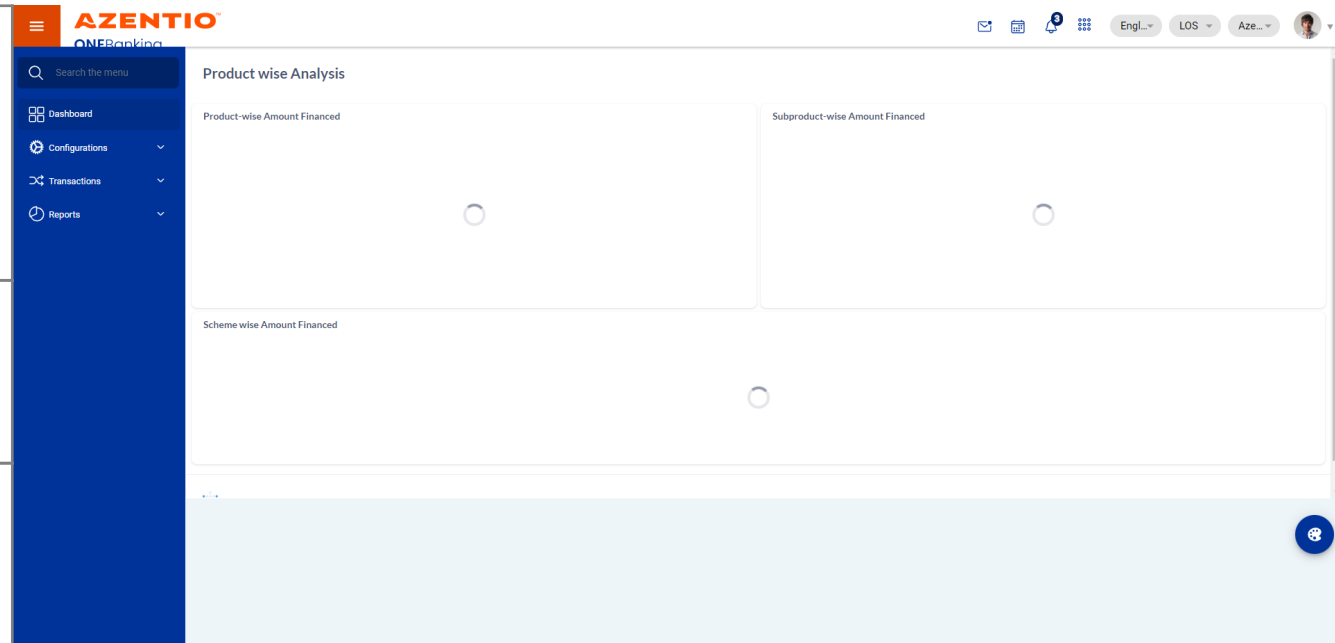 AZENTIO™
ONEBanking
3
Engl...
LOS
Aze...
Search the menu
Dashboard
Configurations
Transactions
Reports
Product wise Analysis
Product-wise Amount Financed
Subproduct-wise Amount Financed
Scheme wise Amount Financed